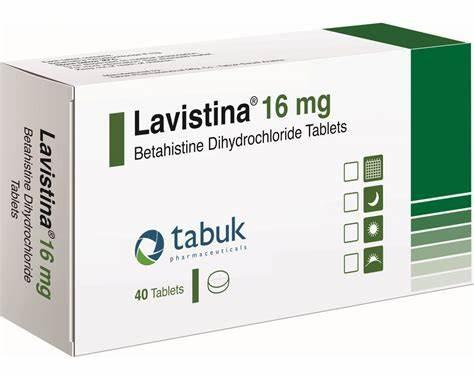 Lavistina® 16 mg
Betahistine Dihydrochloride Tablets
tabuk
pharmaceuticals
40 Tablets
Lavistina® 16 mg
Betahistine Dihydrochloride
Tablets